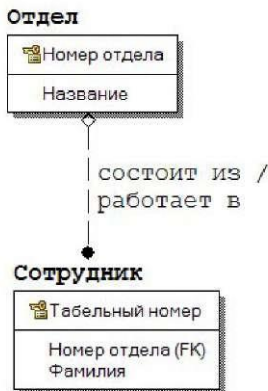 Отдел
Номер отдела
Название
состоит из /
работает в
Сотрудник
Табельный номер
Номер отдела (FK)
Фамилия